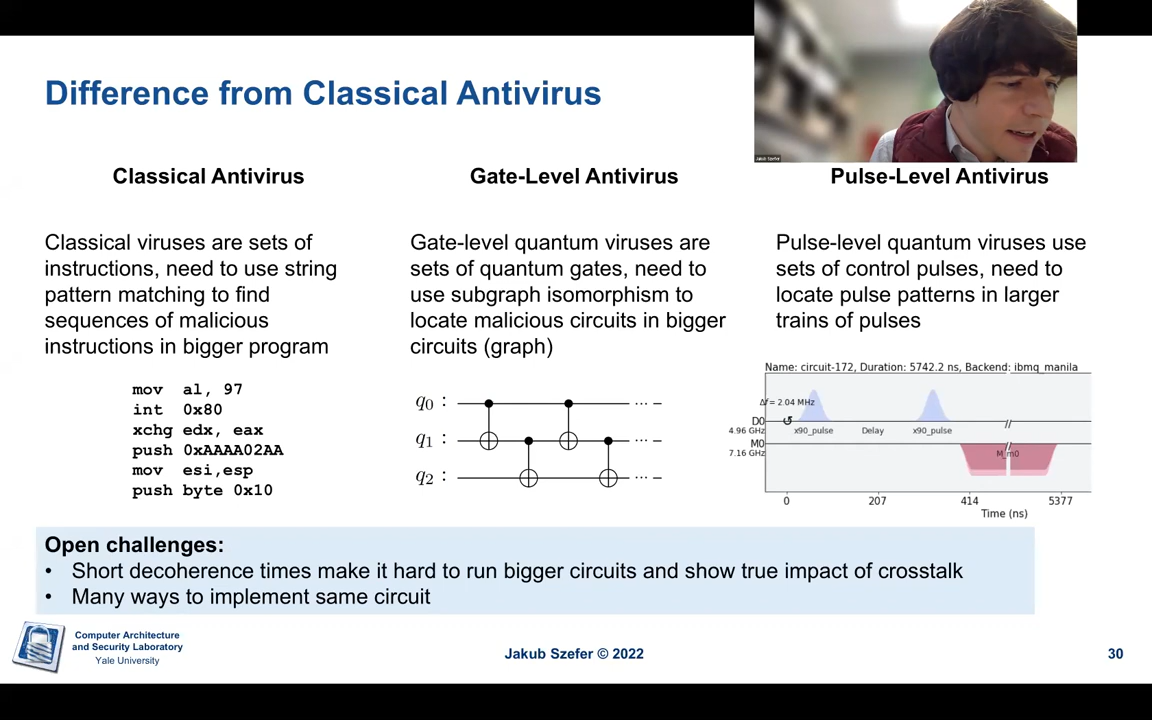 Difference from Classical Antivirus
Jakub Szefer
Classical Antivirus
Gate-Level Antivirus
Pulse-Level Antivirus
Classical viruses are sets of
instructions, need to use string
pattern matching to find
sequences of malicious
instructions in bigger program
Gate-level quantum viruses are
sets of quantum gates, need to
use subgraph isomorphism to
locate malicious circuits in bigger
circuits (graph)
Pulse-level quantum viruses use
sets of control pulses, need to
locate pulse patterns in larger
trains of pulses
mov al, 97
int 0x80
xchg edx, eax
push 0xAAAA02AA
mov esi,esp
push byte 0x10
q0 : ...
q1 : ...
q2 : ...
Name: circuit-172, Duration: 5742.2 ns, Backend: ibmq_manila
Δf = 2.04 MHz
D0
4.96 GHz
x90_pulse Delay x90_pulse
M0
7.16 GHz
M_m0
0 207 414 5377
Time (ns)
Open challenges:
• Short decoherence times make it hard to run bigger circuits and show true impact of crosstalk
• Many ways to implement same circuit
Computer Architecture
and Security Laboratory
Yale University
Jakub Szefer © 2022
30